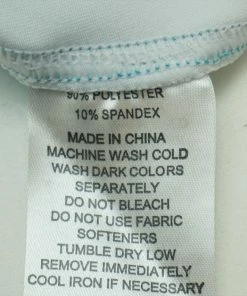 90% POLYESTER
10% SPANDEX
MADE IN CHINA
MACHINE WASH COLD
WASH DARK COLORS
SEPARATELY
DO NOT BLEACH
DO NOT USE FABRIC
SOFTENERS
TUMBLE DRY LOW
REMOVE IMMEDIATELY
COOL IRON IF NECESSARY